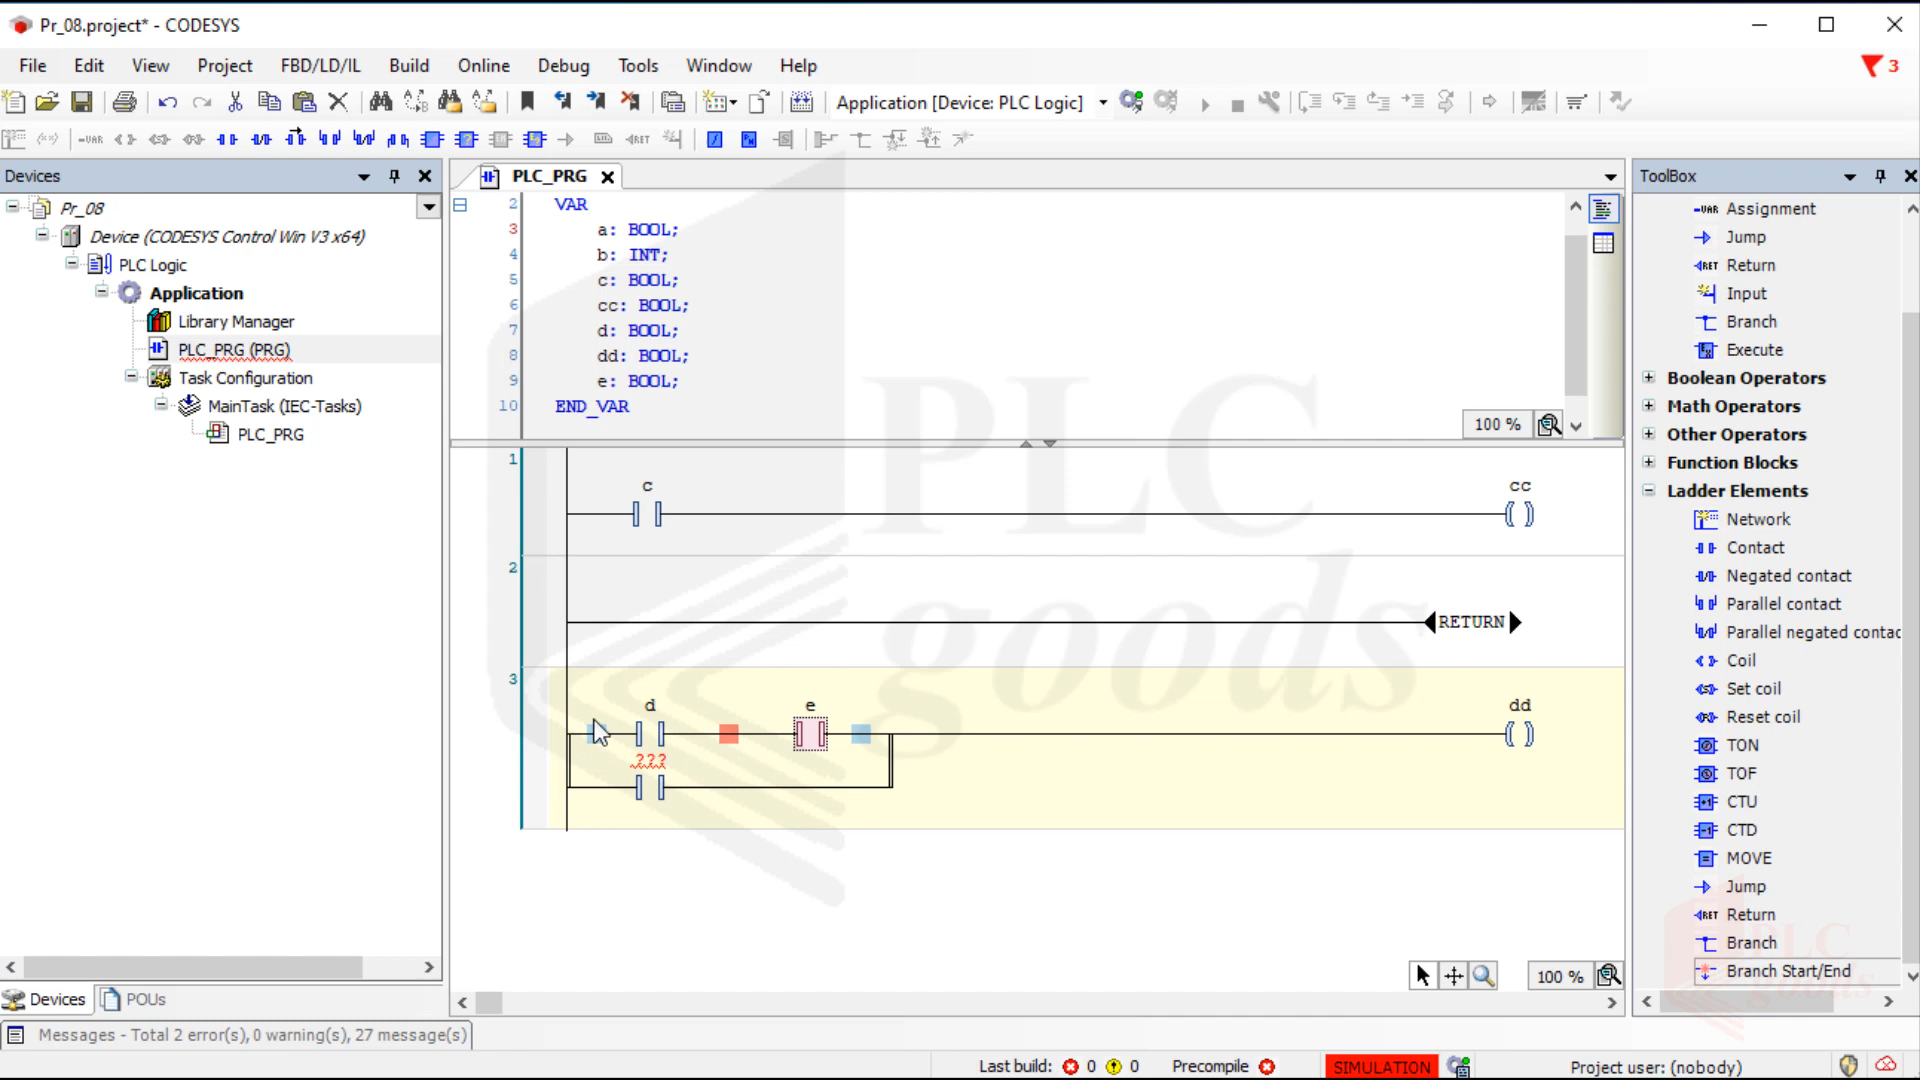 Pr_08.project* - CODESYS
File Edit View Project FBD/LD/IL Build Online Debug Tools Window Help
3
Application [Device: PLC Logic]
Devices
Pr_08
Device (CODESYS Control Win V3 x64)
PLC Logic
Application
Library Manager
PLC_PRG (PRG)
Task Configuration
MainTask (IEC-Tasks)
PLC_PRG
Devices POUs
PLC_PRG
2 VAR
3 a: BOOL;
4 b: INT;
5 c: BOOL;
6 cc: BOOL;
7 d: BOOL;
8 dd: BOOL;
9 e: BOOL;
10 END_VAR
100 %
1
c cc
2
RETURN
3
d e dd
???
100 %
PLC
goods
ToolBox
Assignment
Jump
Return
Input
Branch
Execute
Boolean Operators
Math Operators
Other Operators
Function Blocks
Ladder Elements
Network
Contact
Negated contact
Parallel contact
Parallel negated contac
Coil
Set coil
Reset coil
TON
TOF
CTU
CTD
MOVE
Jump
Return
Branch
Branch Start/End
Messages - Total 2 error(s), 0 warning(s), 27 message(s)
Last build: 0 0 Precompile SIMULATION Project user: (nobody)